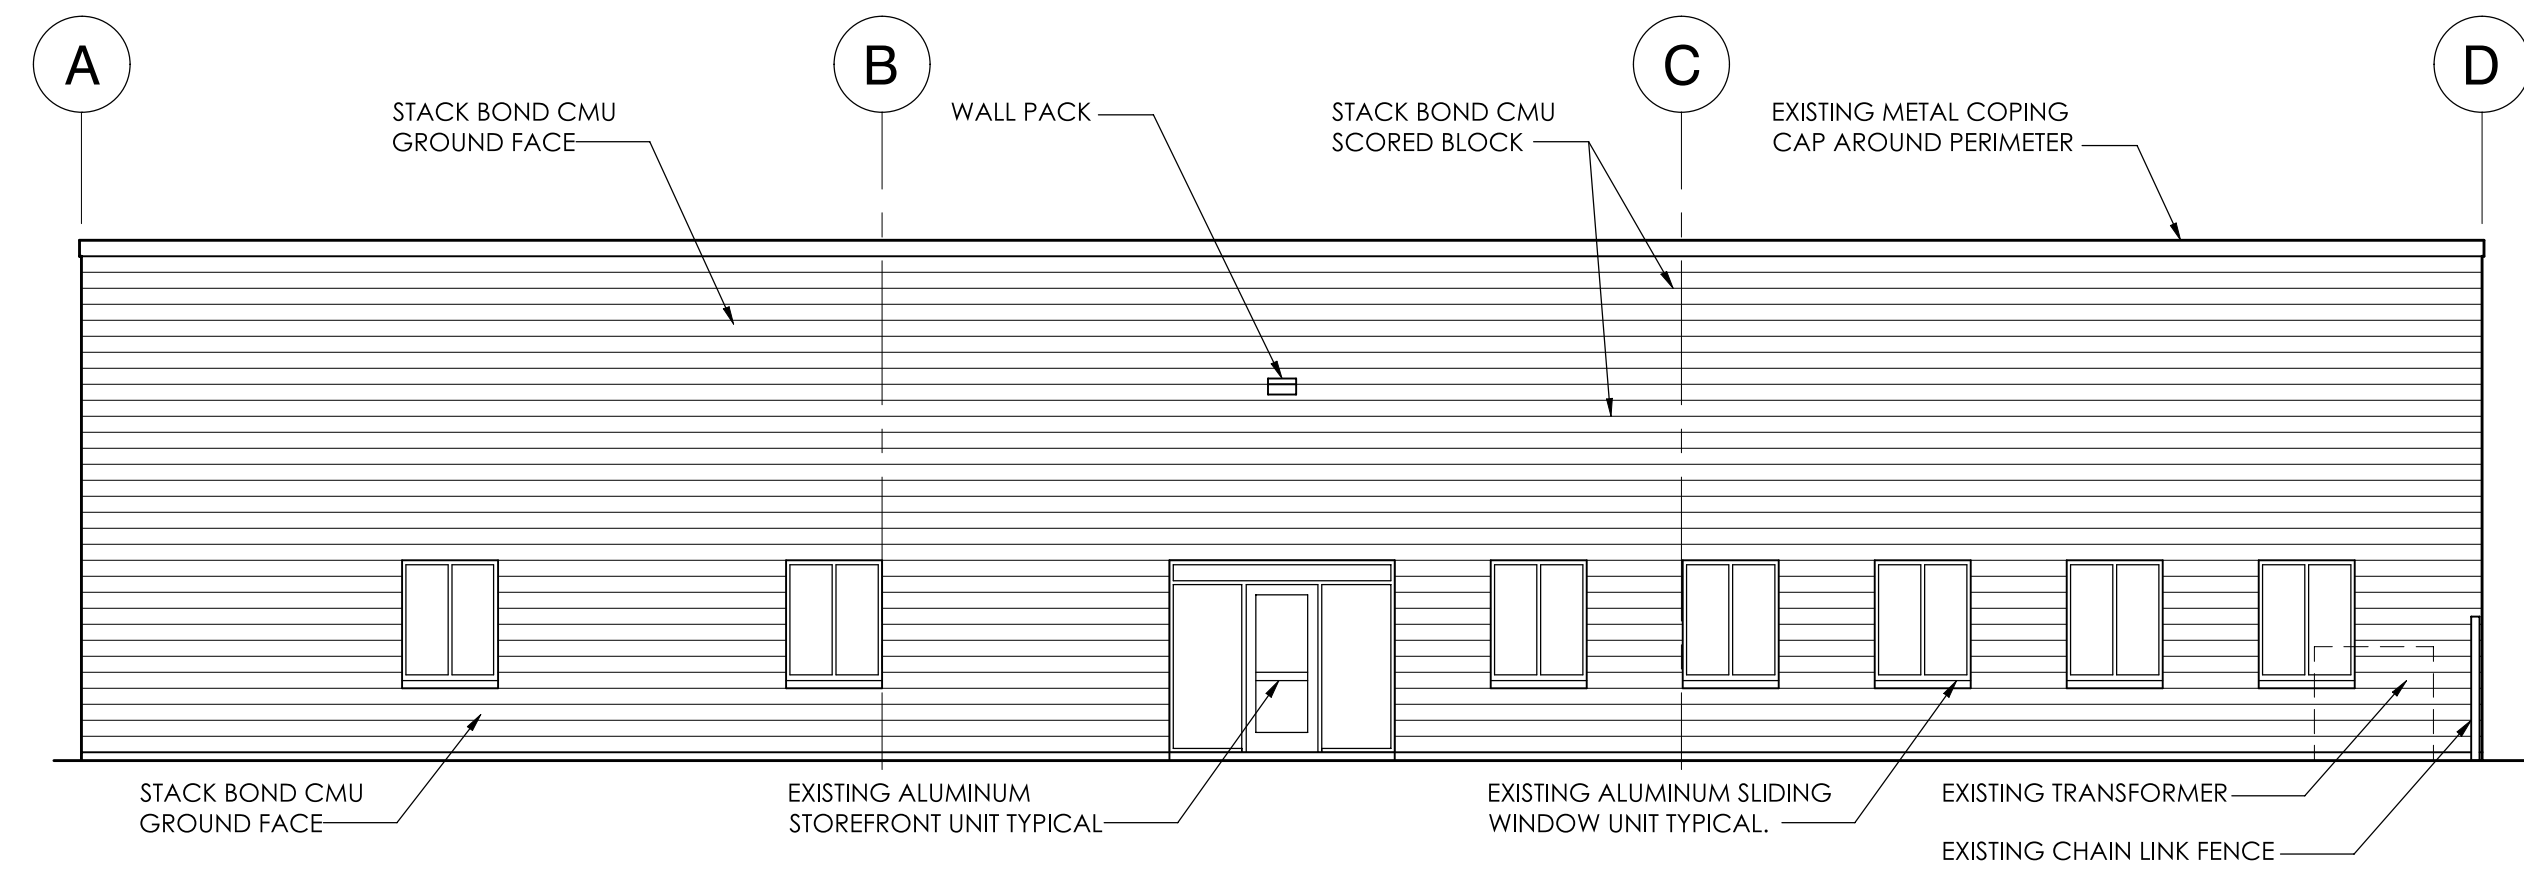 A
B
C
D
STACK BOND CMU
GROUND FACE
WALL PACK
STACK BOND CMU
SCORED BLOCK
EXISTING METAL COPING
CAP AROUND PERIMETER
STACK BOND CMU
GROUND FACE
EXISTING ALUMINUM
STOREFRONT UNIT TYPICAL
EXISTING ALUMINUM SLIDING
WINDOW UNIT TYPICAL.
EXISTING TRANSFORMER
EXISTING CHAIN LINK FENCE